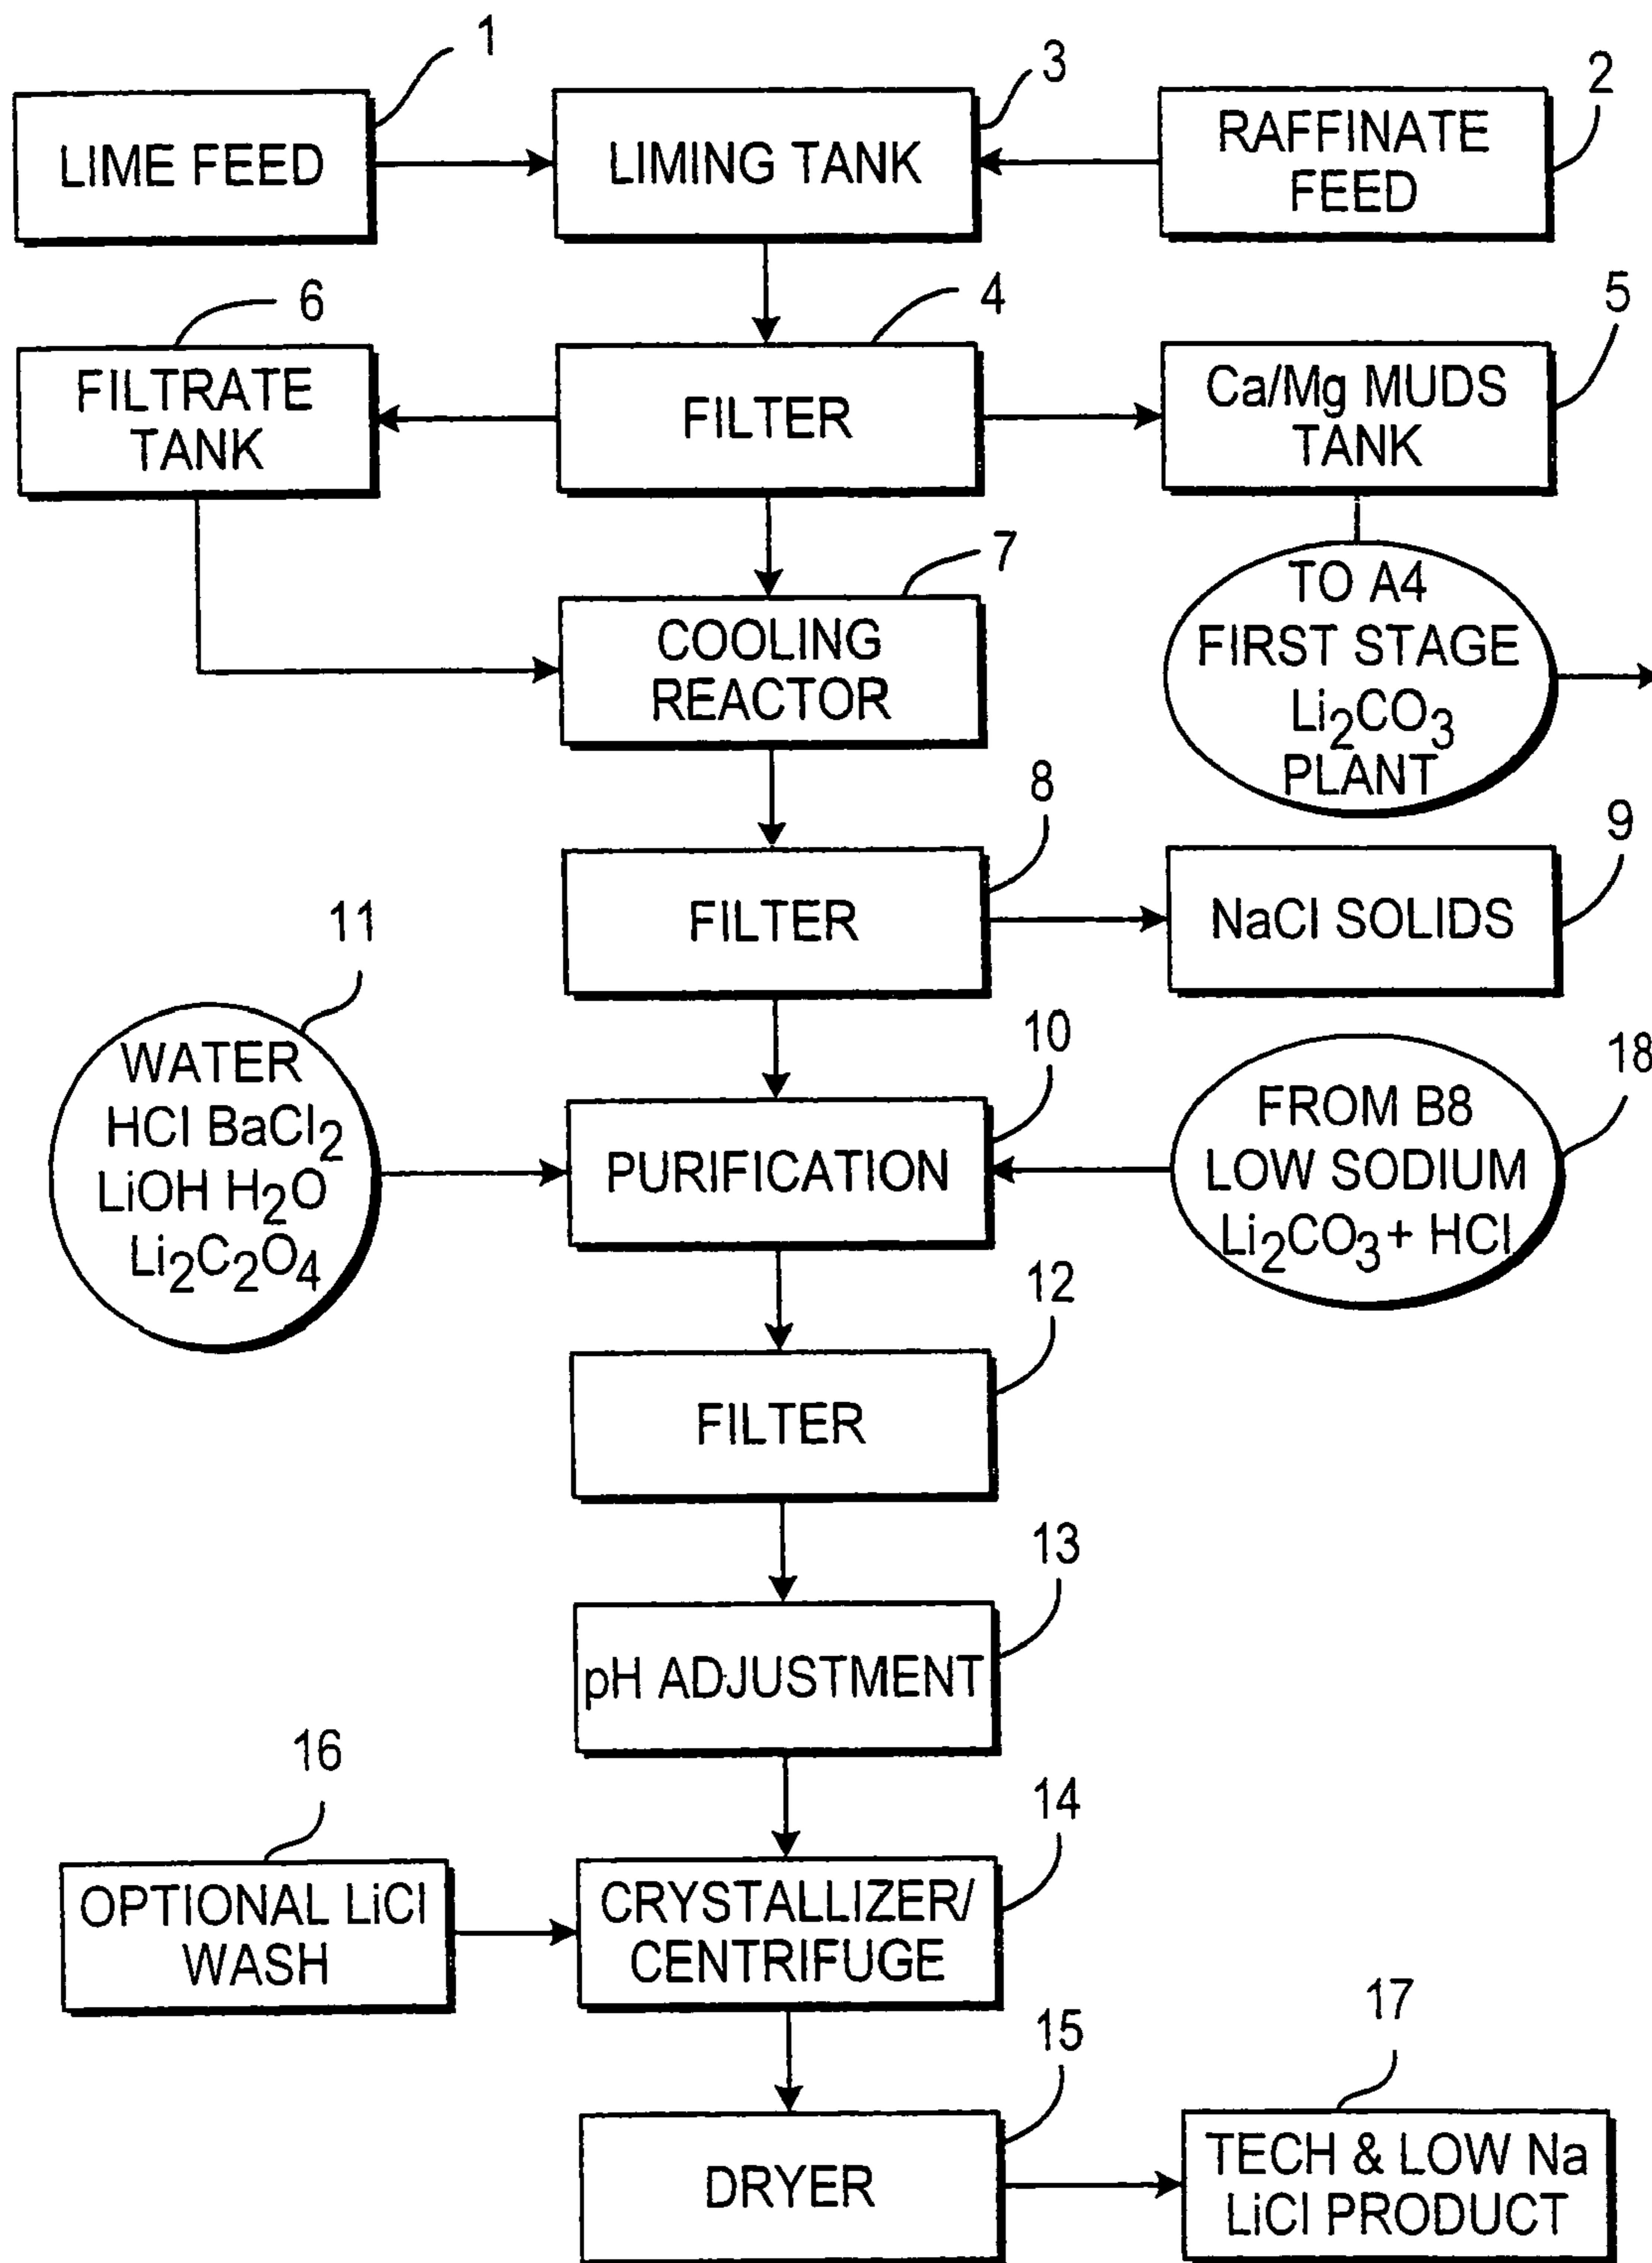 1
3
2
LIME FEED
LIMING TANK
RAFFINATE
FEED
6
4
5
FILTRATE
TANK
FILTER
Ca/Mg MUDS
TANK
7
COOLING
REACTOR
TO A4
FIRST STAGE
Li₂CO₃
PLANT
8
9
FILTER
NaCl SOLIDS
11
10
18
WATER
HCl BaCl₂
LiOH H₂O
Li₂C₂O₄
PURIFICATION
FROM B8
LOW SODIUM
Li₂CO₃ + HCl
12
FILTER
13
pH ADJUSTMENT
16
14
OPTIONAL LiCl
WASH
CRYSTALLIZER/
CENTRIFUGE
15
17
DRYER
TECH & LOW Na
LiCl PRODUCT